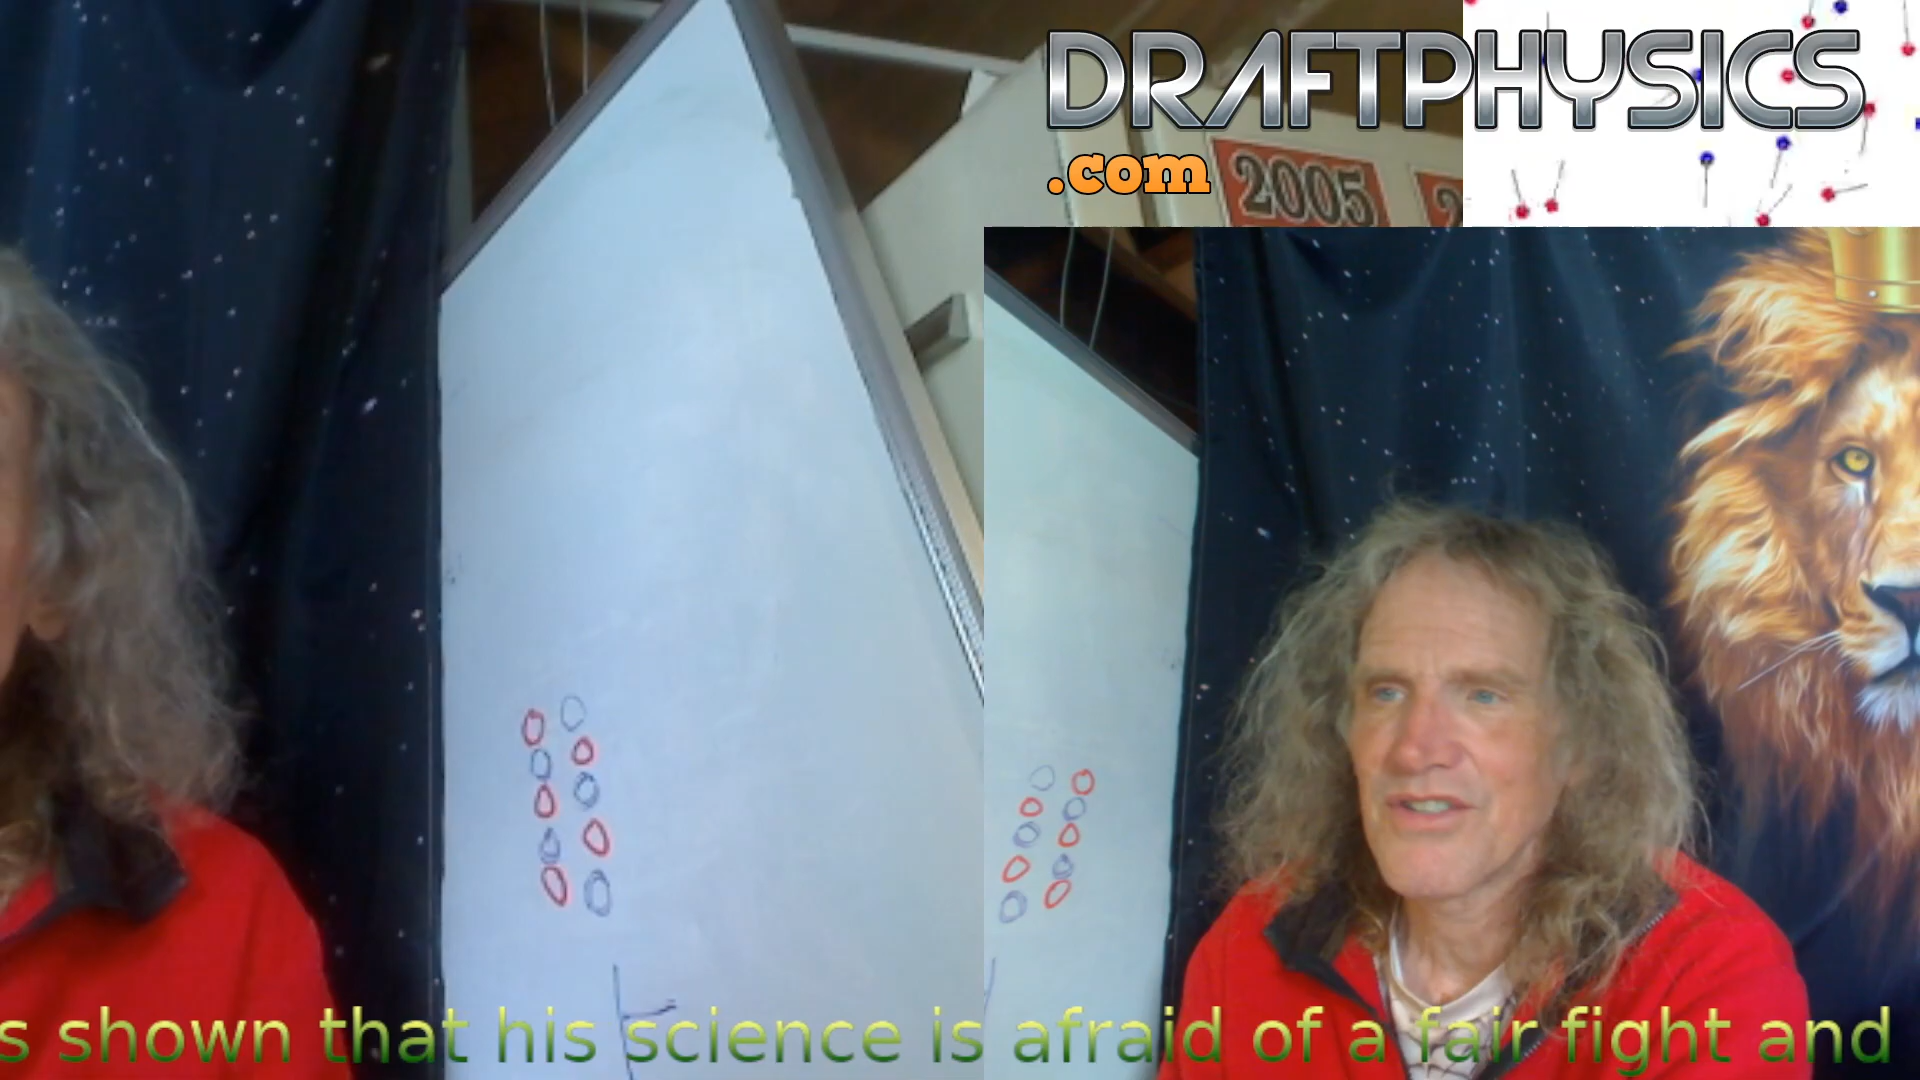 DRAFTPHYSICS
.com
2005
s shown that his science is afraid of a fair fight and